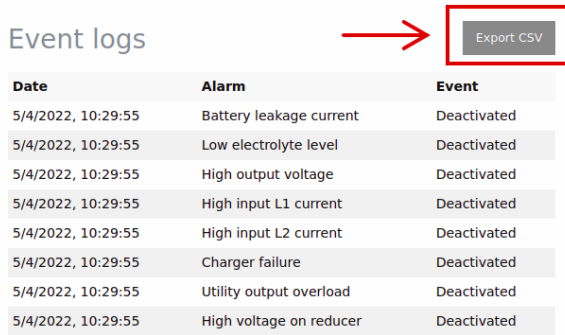 Event logs
Export CSV
Date Alarm Event
5/4/2022, 10:29:55 Battery leakage current Deactivated
5/4/2022, 10:29:55 Low electrolyte level Deactivated
5/4/2022, 10:29:55 High output voltage Deactivated
5/4/2022, 10:29:55 High input L1 current Deactivated
5/4/2022, 10:29:55 High input L2 current Deactivated
5/4/2022, 10:29:55 Charger failure Deactivated
5/4/2022, 10:29:55 Utility output overload Deactivated
5/4/2022, 10:29:55 High voltage on reducer Deactivated